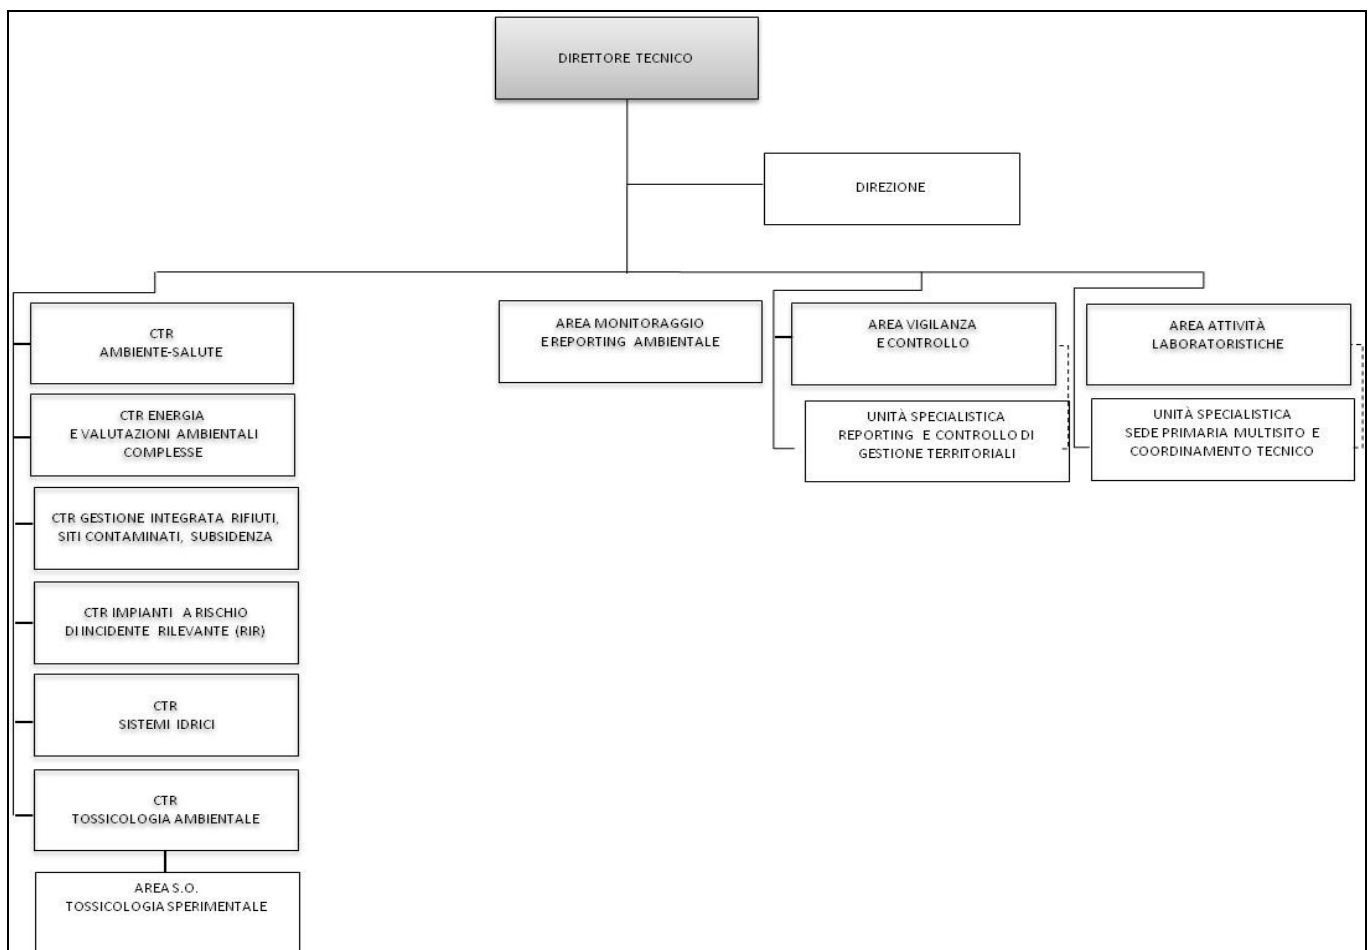 DIRETTORE TECNICO
DIREZIONE
CTR
AMBIENTE-SALUTE
CTR ENERGIA
E VALUTAZIONI AMBIENTALI
COMPLESSE
CTR GESTIONE INTEGRATA RIFIUTI,
SITI CONTAMINATI, SUBSIDENZA
CTR IMPIANTI A RISCHIO
DI INCIDENTE RILEVANTE (RIR)
CTR
SISTEMI IDRICI
CTR
TOSSICOLOGIA AMBIENTALE
AREA S.O.
TOSSICOLOGIA SPERIMENTALE
AREA MONITORAGGIO
E REPORTING AMBIENTALE
AREA VIGILANZA
E CONTROLLO
UNITÀ SPECIALISTICA
REPORTING E CONTROLLO DI
GESTIONE TERRITORIALI
AREA ATTIVITÀ
LABORATORISTICHE
UNITÀ SPECIALISTICA
SEDE PRIMARIA MULTISITO E
COORDINAMENTO TECNICO